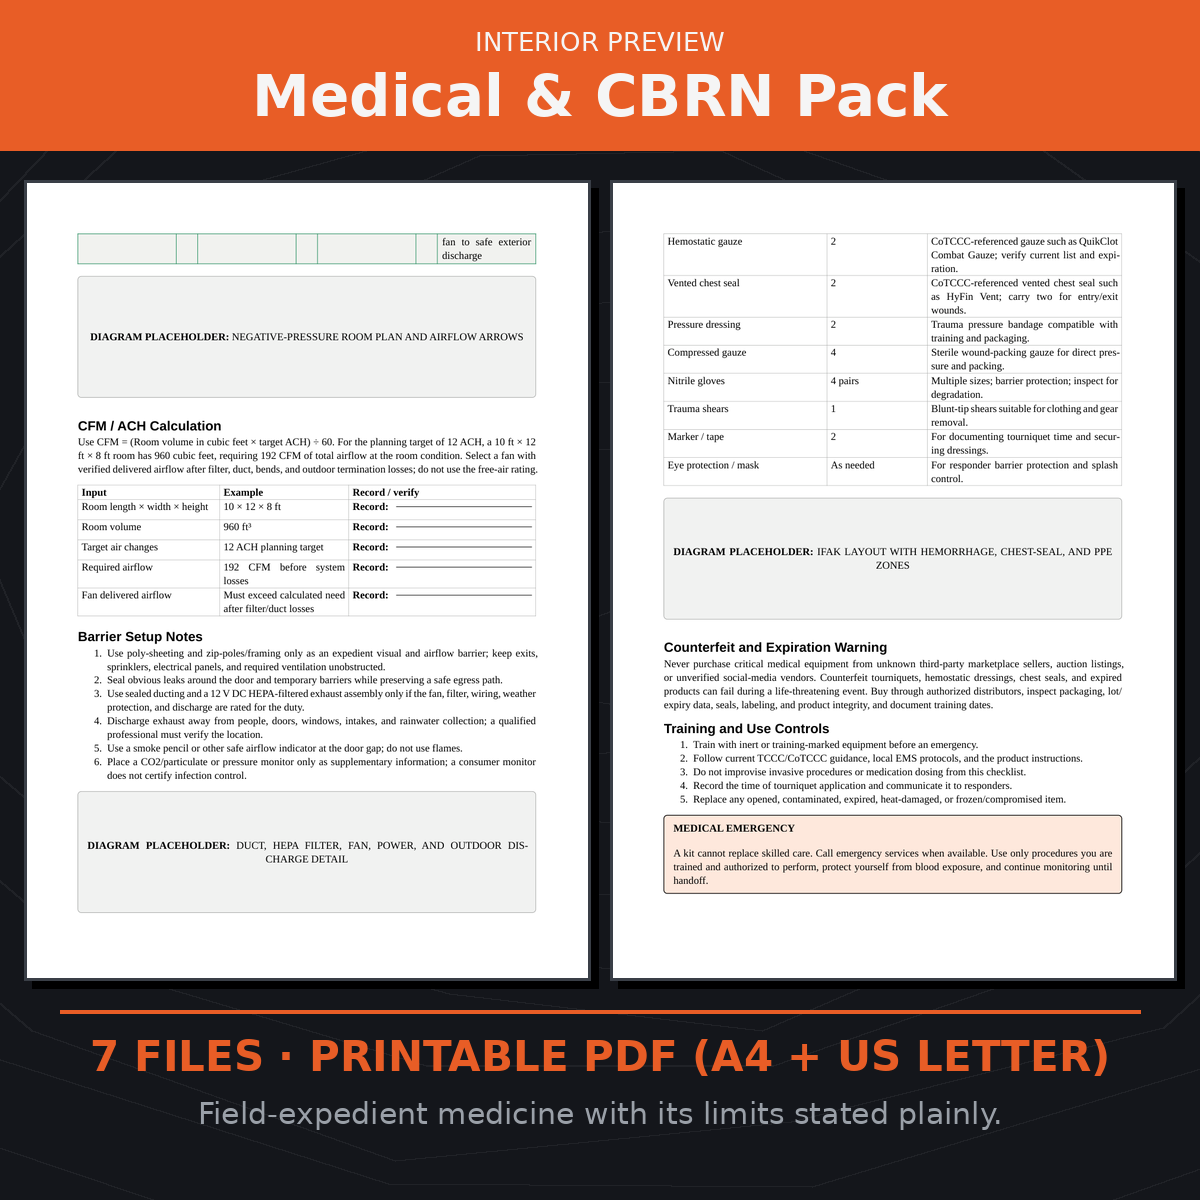 INTERIOR PREVIEW
Medical & CBRN Pack
fan to safe exterior
discharge
DIAGRAM PLACEHOLDER: NEGATIVE-PRESSURE ROOM PLAN AND AIRFLOW ARROWS
CFM / ACH Calculation
Use CFM = (Room volume in cubic feet × target ACH) ÷ 60. For the planning target of 12 ACH, a 10 ft × 12
ft × 8 ft room has 960 cubic feet, requiring 192 CFM of total airflow at the room condition. Select a fan with
verified delivered airflow after filter, duct, bends, and outdoor termination losses; do not use the free-air rating.
Input Example Record / verify
Room length × width × height 10 × 12 × 8 ft Record:
Room volume 960 ft³ Record:
Target air changes 12 ACH planning target Record:
Required airflow 192 CFM before system Record:
losses
Fan delivered airflow Must exceed calculated need Record:
after filter/duct losses
Barrier Setup Notes
1. Use poly-sheeting and zip-poles/framing only as an expedient visual and airflow barrier; keep exits,
sprinklers, electrical panels, and required ventilation unobstructed.
2. Seal obvious leaks around the door and temporary barriers while preserving a safe egress path.
3. Use sealed ducting and a 12 V DC HEPA-filtered exhaust assembly only if the fan, filter, wiring, weather
protection, and discharge are rated for the duty.
4. Discharge exhaust away from people, doors, windows, intakes, and rainwater collection; a qualified
professional must verify the location.
5. Use a smoke pencil or other safe airflow indicator at the door gap; do not use flames.
6. Place a CO2/particulate or pressure monitor only as supplementary information; a consumer monitor
does not certify infection control.
DIAGRAM PLACEHOLDER: DUCT, HEPA FILTER, FAN, POWER, AND OUTDOOR DIS-
CHARGE DETAIL
Hemostatic gauze 2 CoTCCC-referenced gauze such as QuikClot
Combat Gauze; verify current list and expi-
ration.
Vented chest seal 2 CoTCCC-referenced vented chest seal such
as HyFin Vent; carry two for entry/exit
wounds.
Pressure dressing 2 Trauma pressure bandage compatible with
training and packaging.
Compressed gauze 4 Sterile wound-packing gauze for direct pres-
sure and packing.
Nitrile gloves 4 pairs Multiple sizes; barrier protection; inspect for
degradation.
Trauma shears 1 Blunt-tip shears suitable for clothing and gear
removal.
Marker / tape 2 For documenting tourniquet time and secur-
ing dressings.
Eye protection / mask As needed For responder barrier protection and splash
control.
DIAGRAM PLACEHOLDER: IFAK LAYOUT WITH HEMORRHAGE, CHEST-SEAL, AND PPE
ZONES
Counterfeit and Expiration Warning
Never purchase critical medical equipment from unknown third-party marketplace sellers, auction listings,
or unverified social-media vendors. Counterfeit tourniquets, hemostatic dressings, chest seals, and expired
products can fail during a life-threatening event. Buy through authorized distributors, inspect packaging, lot/
expiry data, seals, labeling, and product integrity, and document training dates.
Training and Use Controls
1. Train with inert or training-marked equipment before an emergency.
2. Follow current TCCC/CoTCCC guidance, local EMS protocols, and the product instructions.
3. Do not improvise invasive procedures or medication dosing from this checklist.
4. Record the time of tourniquet application and communicate it to responders.
5. Replace any opened, contaminated, expired, heat-damaged, or frozen/compromised item.
MEDICAL EMERGENCY
A kit cannot replace skilled care. Call emergency services when available. Use only procedures you are
trained and authorized to perform, protect yourself from blood exposure, and continue monitoring until
handoff.
7 FILES · PRINTABLE PDF (A4 + US LETTER)
Field-expedient medicine with its limits stated plainly.